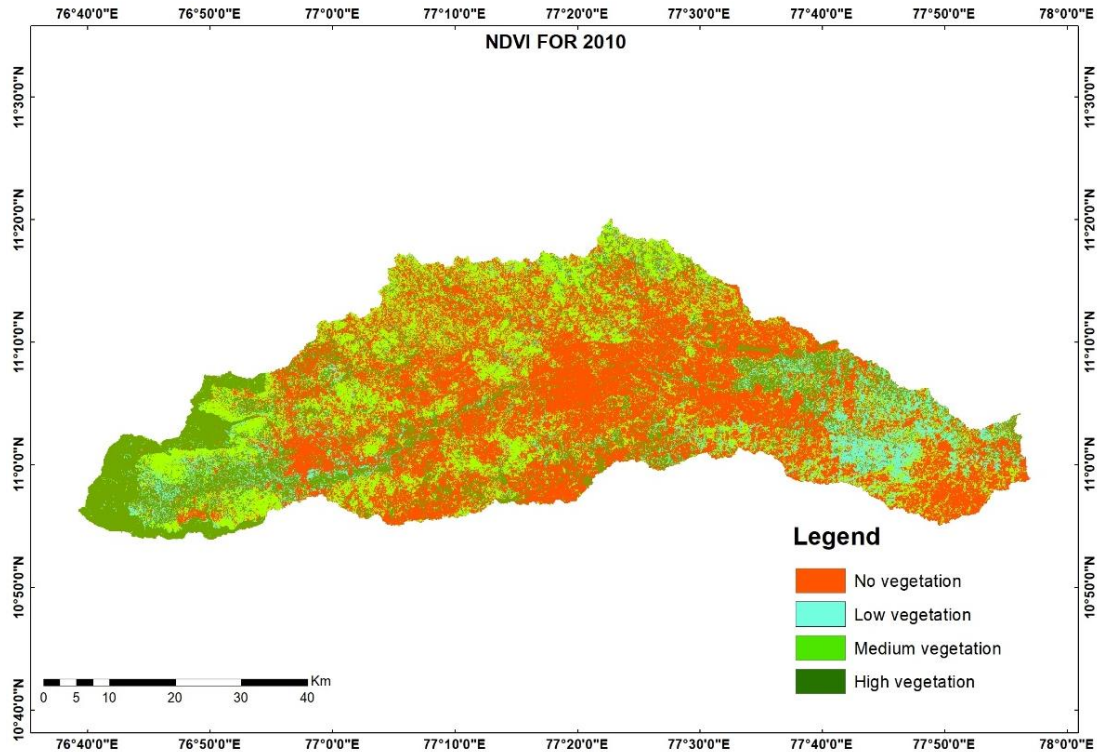 76°40'0"E 76°50'0"E 77°0'0"E 77°10'0"E 77°20'0"E 77°30'0"E 77°40'0"E 77°50'0"E 78°0'0"E
NDVI FOR 2010
11°30'0"N 11°30'0"N
11°20'0"N 11°20'0"N
11°10'0"N 11°10'0"N
11°0'0"N 11°0'0"N
Legend
No vegetation
10°50'0"N 10°50'0"N
Low vegetation
Medium vegetation
High vegetation
Km
0 5 10 20 30 40
10°40'0"N 10°40'0"N
76°40'0"E 76°50'0"E 77°0'0"E 77°10'0"E 77°20'0"E 77°30'0"E 77°40'0"E 77°50'0"E 78°0'0"E